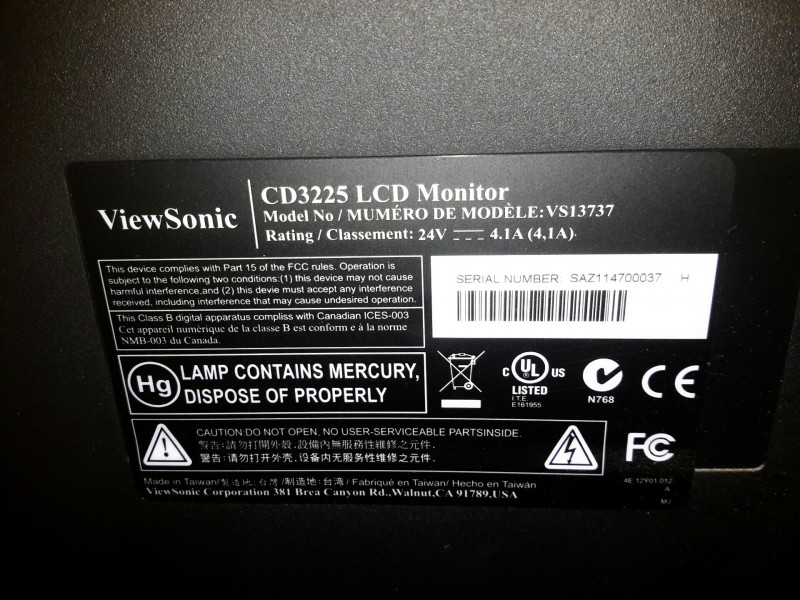 ViewSonic
CD3225 LCD Monitor
Model No / MUMÉRO DE MODÈLE:VS13737
Rating / Classement: 24V 4.1A (4,1A)
This device complies with Part 15 of the FCC rules. Operation is
subject to the following two conditions:(1) this device may not cause
harmful interference,and (2) this devie must accept any interference
received, including interference that may cause undesired operation.
This Class B digital apparatus complist with Canadian ICES-003
Cet appareil numèrique de la classe B est conform e à la norme
NMB-003 du Canada.
SERIAL NUMBER: SAZ114700037 H
Hg LAMP CONTAINS MERCURY,
DISPOSE OF PROPERLY
C UL US
LISTED
I.T.E.
E161955
N768
CE
CAUTION:DO NOT OPEN, NO USER-SERVICEABLE PARTSINSIDE.
警告:請勿打開外殼,設備內無服務性維修之元件.
警告:请勿打开外壳,设备内无服务性维修之元件.
FC
Made in Taiwan/製造地:台灣 /制造地:台湾 / Fabriqué en Taiwan/ Hecho en Taiwán
ViewSonic Corporation 381 Brea Canyon Rd.,Walnut,CA 91789.USA
4E 12Y01 012
A
MJ